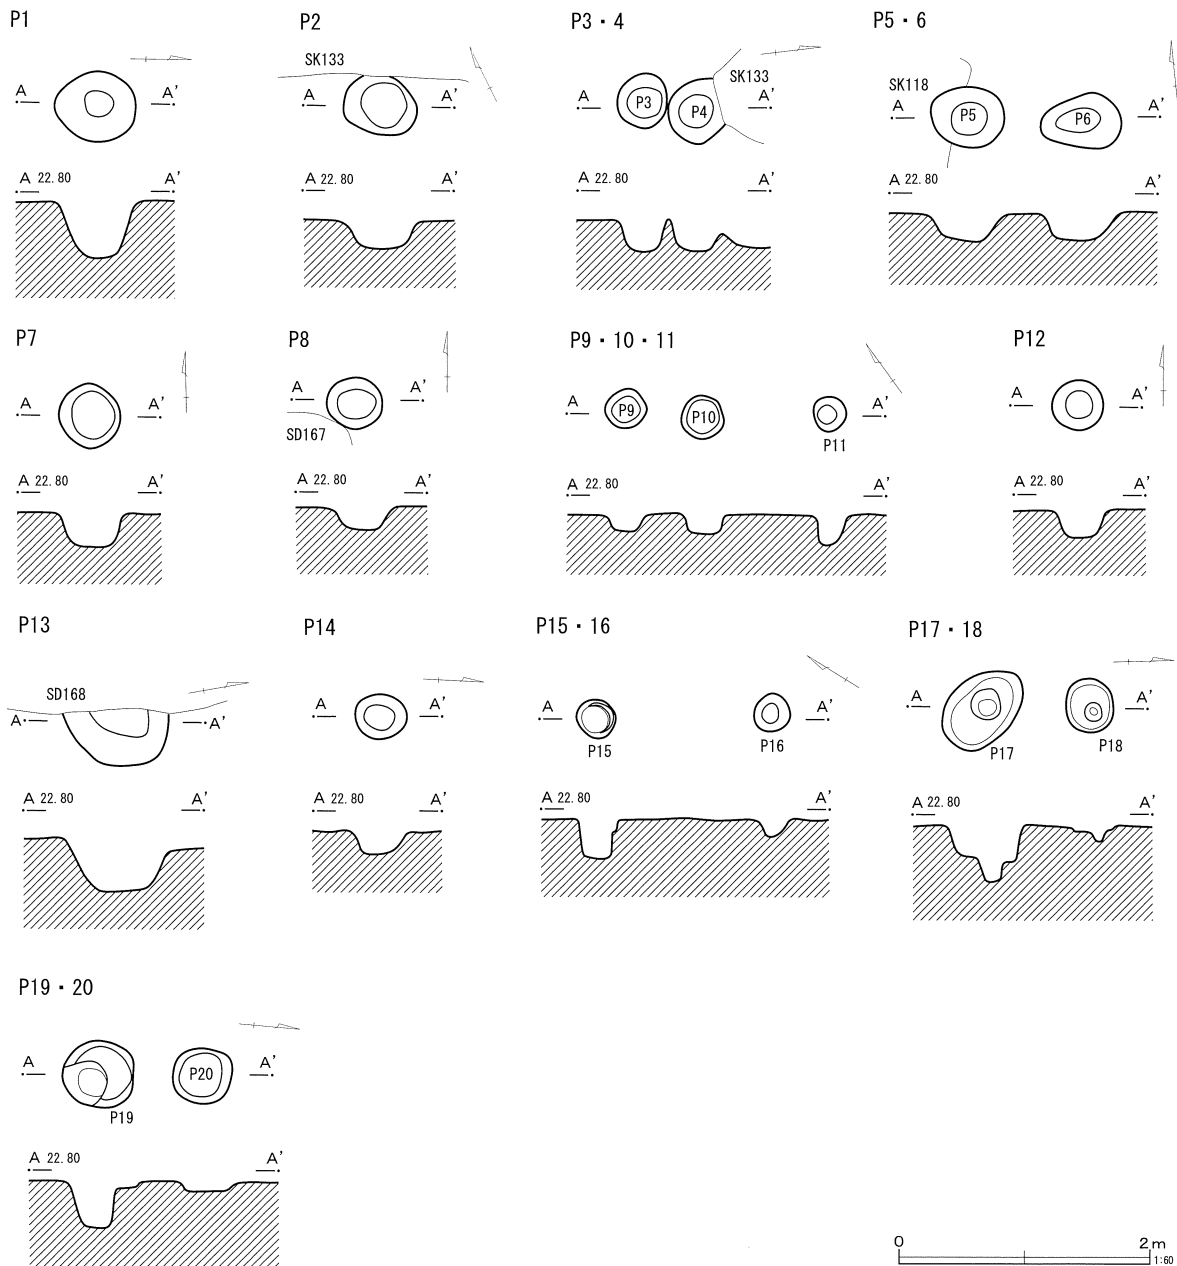 P1
A
A'
A 22.80
A'
P2
SK133
A
A'
A 22.80
A'
P3・4
SK133
A
P3
P4
A'
A 22.80
A'
P5・6
SK118
A
P5
P6
A'
A 22.80
A'
P7
A
A'
A 22.80
A'
P8
A
A'
SD167
A 22.80
A'
P9・10・11
A
P9
P10
A'
P11
A 22.80
A'
P12
A
A'
A 22.80
A'
P13
SD168
A
A'
A 22.80
A'
P14
A
A'
A 22.80
A'
P15・16
A
A'
P15
P16
A 22.80
A'
P17・18
A
A'
P17
P18
A 22.80
A'
P19・20
A
P20
A'
P19
A 22.80
A'
0
2m
1:60